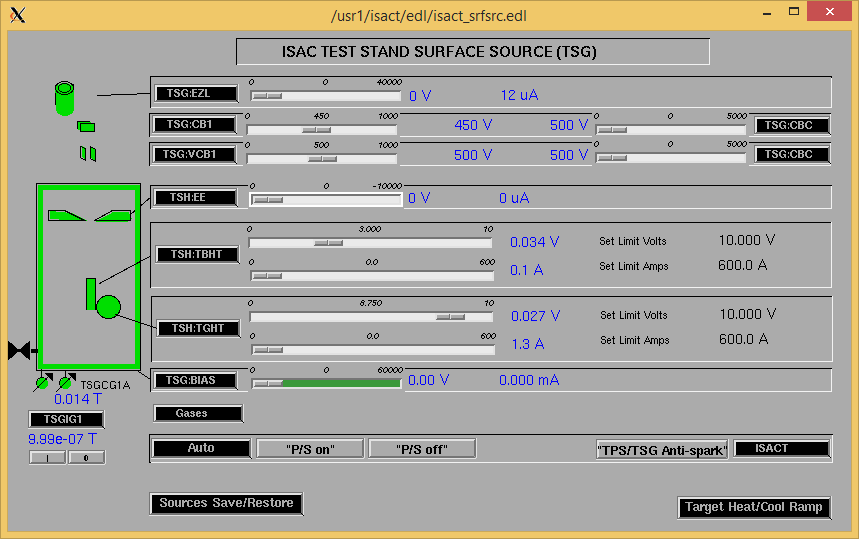 /usr1/isact/edl/isact_srfsrc.edl
ISAC TEST STAND SURFACE SOURCE (TSG)
0 0 40000
TSG:EZL 0 V 12 uA
0 450 1000 0 0 5000
TSG:CB1 450 V 500 V TSG:CBC
0 500 1000 0 0 5000
TSG:VCB1 500 V 500 V TSG:CBC
0 0 -10000
TSH:EE 0 V 0 uA
0 3.000 10
0.034 V Set Limit Volts 10.000 V
TSH:TBHT
0 0.0 600
0.1 A Set Limit Amps 600.0 A
0 6.750 10
0.027 V Set Limit Volts 10.000 V
TSH:TGHT
0 0.0 600
1.3 A Set Limit Amps 600.0 A
0 0 60000
TSG:BIAS 0.00 V 0.000 mA
TSGCG1A
0.014 T
TSGIG1
9.99e-07 T
I 0
Gases
Auto "P/S on" "P/S off" "TPS/TSG Anti-spark" ISACT
Sources Save/Restore
Target Heat/Cool Ramp